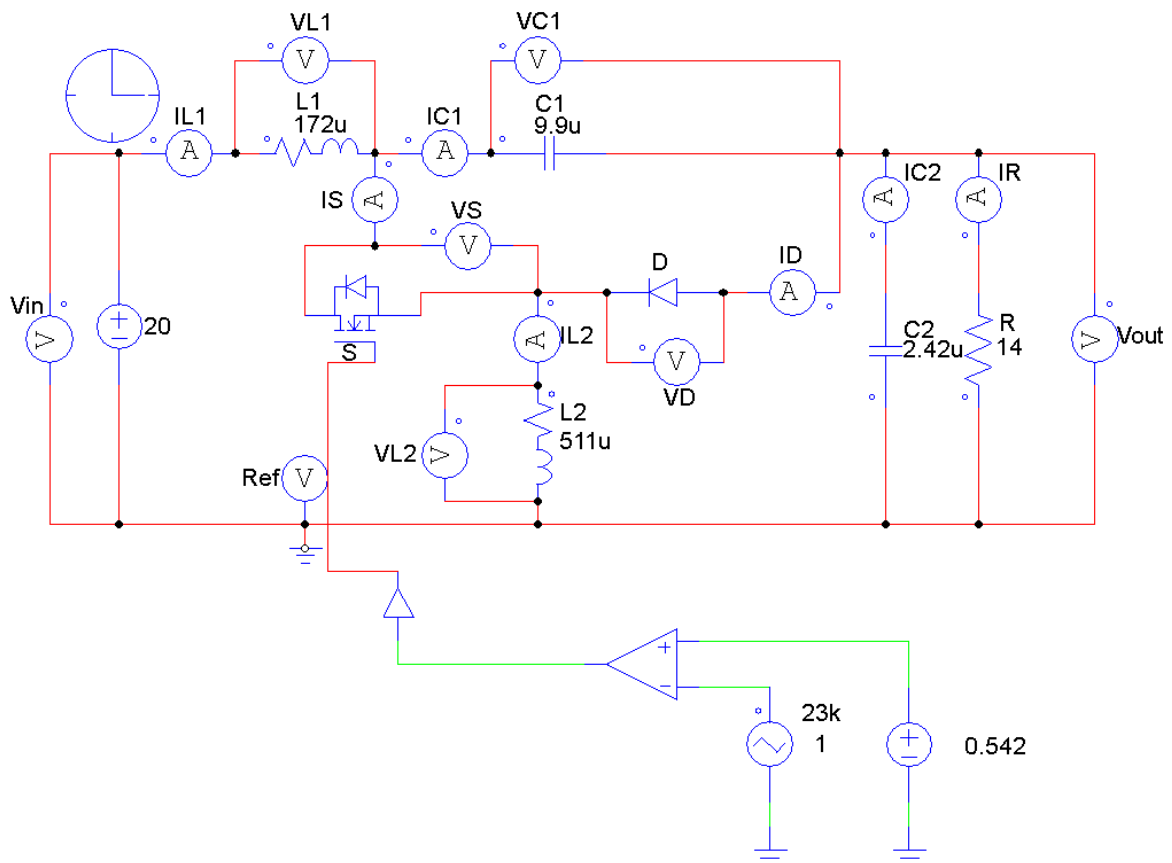 VL1
V
VC1
V
L1
172u
IL1
A
IC1
A
C1
9.9u
IS
A
IC2
A
IR
A
VS
V
Vin
V
20
D
ID
A
S
IL2
A
V
VD
C2
2.42u
R
14
Vout
V
VL2
V
L2
511u
Ref
V
23k
1
0.542